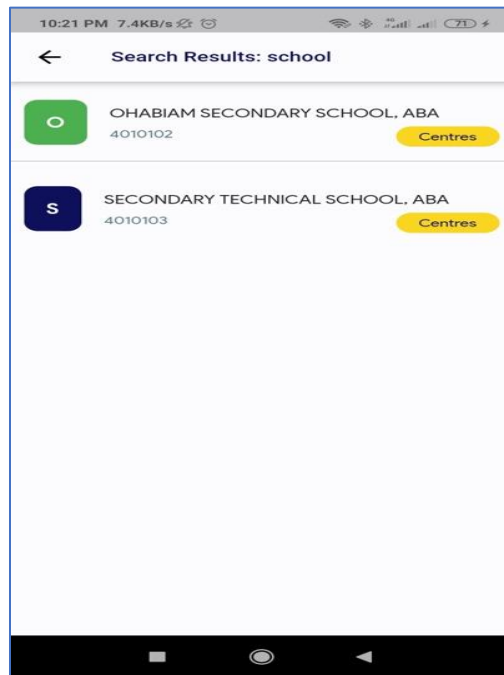 10:21 PM 7.4KB/s 71
Search Results: school
O
OHABIAM SECONDARY SCHOOL, ABA
4010102
Centres
S
SECONDARY TECHNICAL SCHOOL, ABA
4010103
Centres